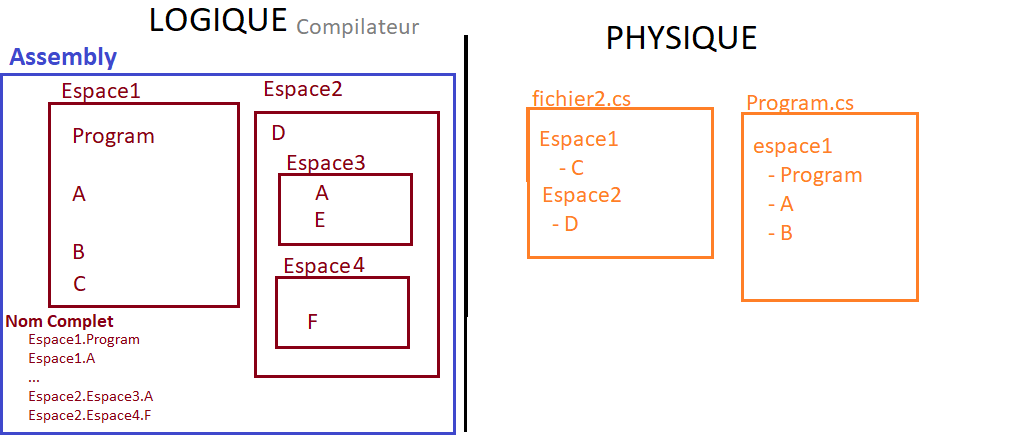 LOGIQUE Compilateur
Assembly
Espace1
Program
A
B
C
Espace2
D
Espace3
A
E
Espace4
F
Nom Complet
Espace1.Program
Espace1.A
...
Espace2.Espace3.A
Espace2.Espace4.F
PHYSIQUE
fichier2.cs
Espace1
- C
Espace2
- D
Program.cs
espace1
- Program
- A
- B